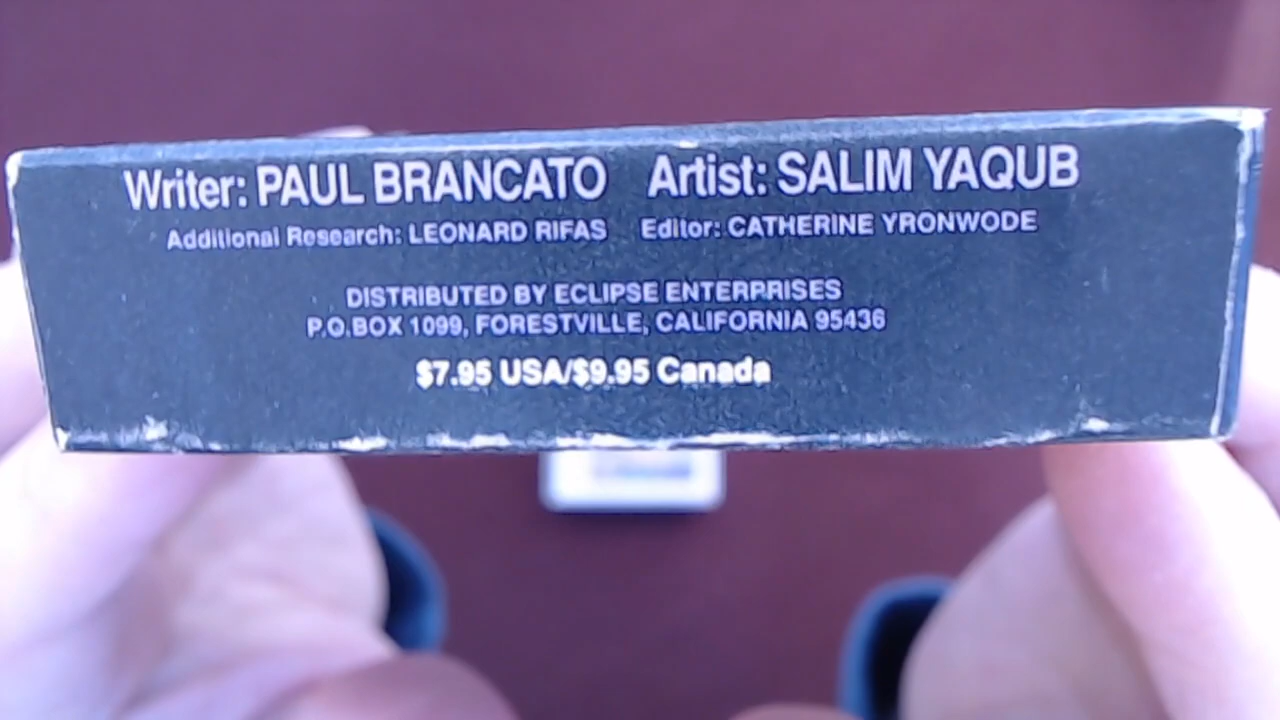 Writer: PAUL BRANCATO Artist: SALIM YAQUB
Additional Research: LEONARD RIFAS Editor: CATHERINE YRONWODE
DISTRIBUTED BY ECLIPSE ENTERPRISES
P.O.BOX 1099, FORESTVILLE, CALIFORNIA 95436
$7.95 USA/$9.95 Canada